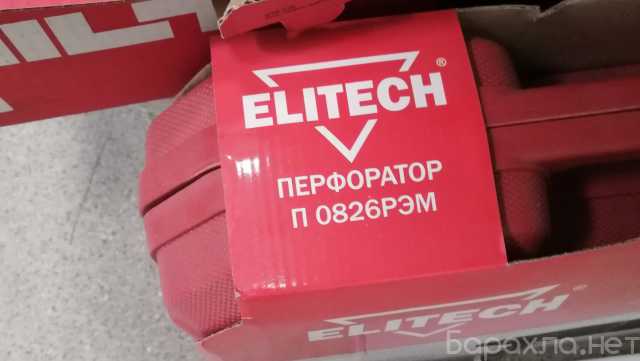 ELITECH®
ПЕРФОРАТОР
П 0826РЭМ
ELITECH®
Барахла.нет